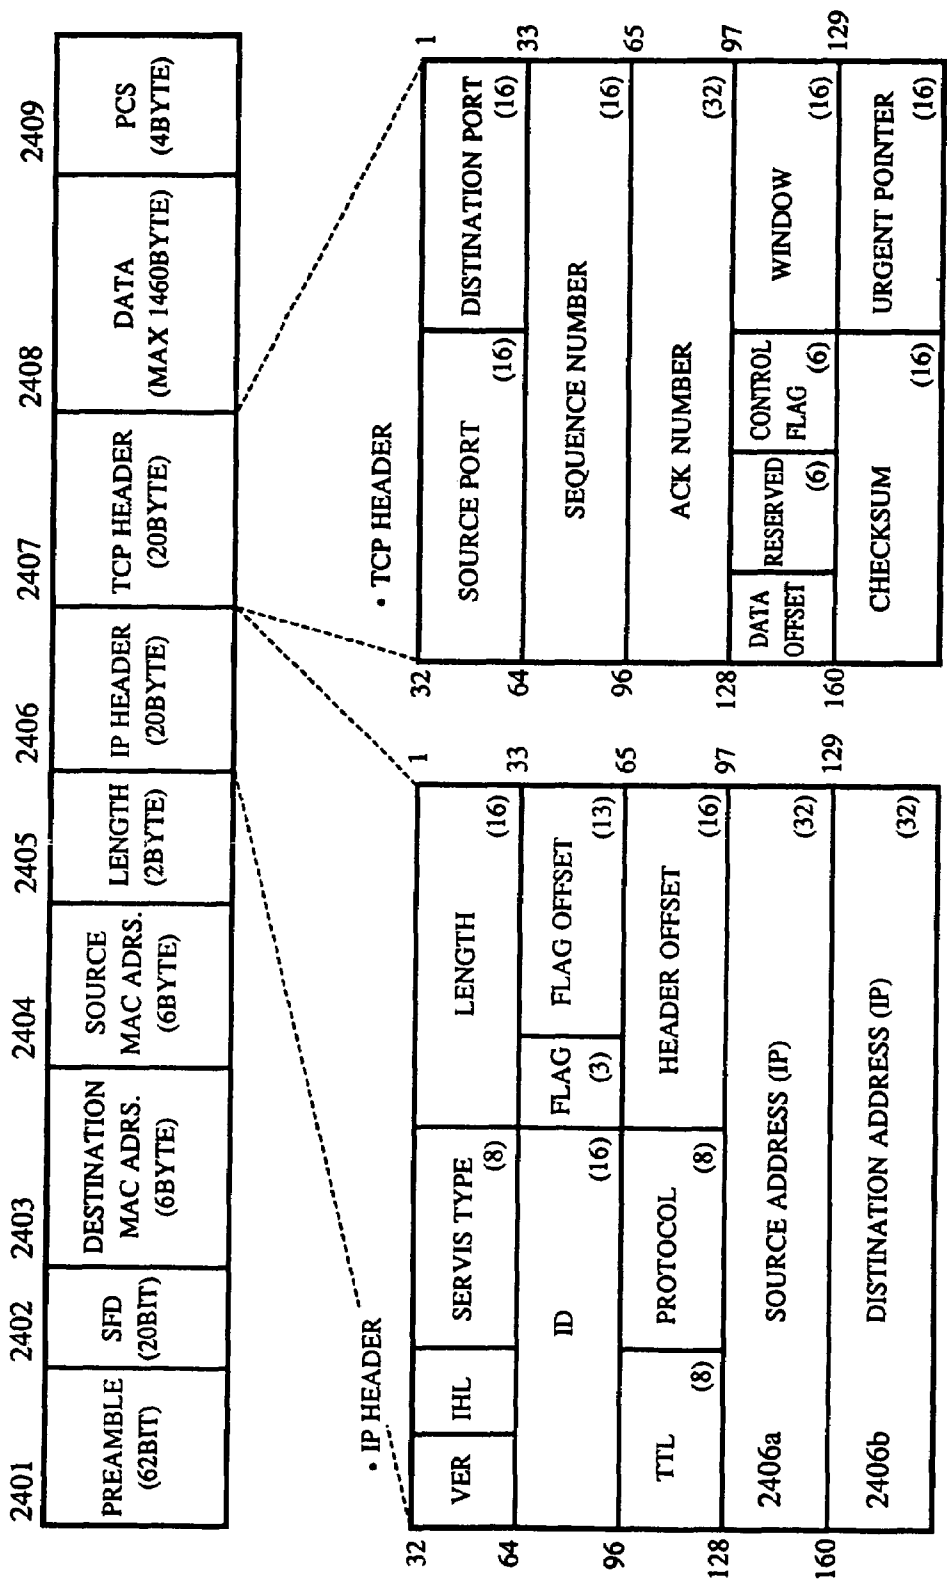 2401 2402 2403 2404 2405 2406 2407 2408 2409
PREAMBLE
(62BIT)
SFD
(20BIT)
DESTINATION
MAC ADRS.
(6BYTE)
SOURCE
MAC ADRS.
(6BYTE)
LENGTH
(2BYTE)
IP HEADER
(20BYTE)
TCP HEADER
(20BYTE)
DATA
(MAX 1460BYTE)
PCS
(4BYTE)
• IP HEADER
32 1
VER IHL SERVIS TYPE (8) LENGTH (16)
64 33
ID (16) FLAG (3) FLAG OFFSET (13)
96 65
TTL (8) PROTOCOL (8) HEADER OFFSET (16)
128 97
2406a SOURCE ADDRESS (IP) (32)
160 129
2406b DISTINATION ADDRESS (IP) (32)
• TCP HEADER
32 1
SOURCE PORT (16) DISTINATION PORT (16)
64 33
SEQUENCE NUMBER (16)
96 65
ACK NUMBER (32)
128 97
DATA
OFFSET
RESERVED
(6)
CONTROL
FLAG (6)
WINDOW (16)
160 129
CHECKSUM (16) URGENT POINTER (16)